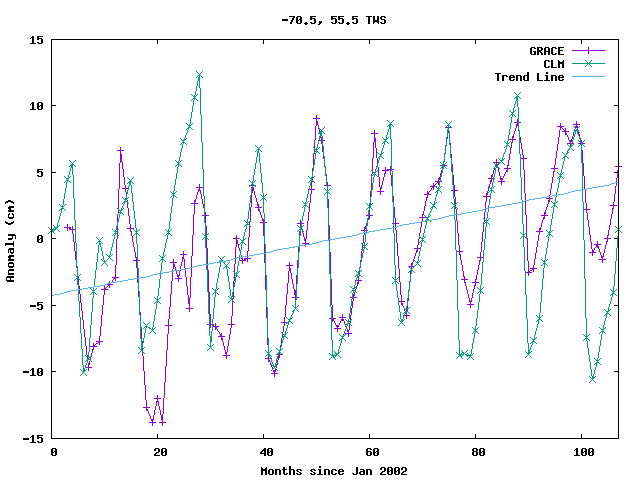 -70.5, 55.5 TWS
GRACE
CLM
Trend Line
Anomaly (cm)
15
10
5
0
-5
-10
-15
0 20 40 60 80 100
Months since Jan 2002